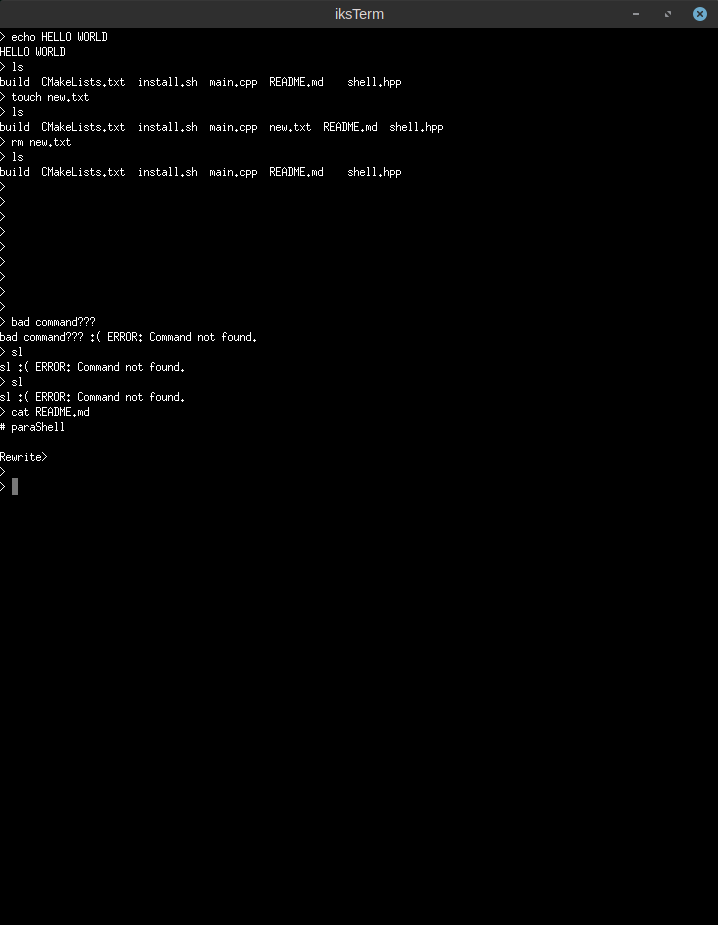 iksTerm
> echo HELLO WORLD
HELLO WORLD
> ls
build  CMakeLists.txt  install.sh  main.cpp  README.md    shell.hpp
> touch new.txt
> ls
build  CMakeLists.txt  install.sh  main.cpp  new.txt  README.md  shell.hpp
> rm new.txt
> ls
build  CMakeLists.txt  install.sh  main.cpp  README.md    shell.hpp
>
>
>
>
>
>
>
>
>
> bad command???
bad command??? :( ERROR: Command not found.
> sl
sl :( ERROR: Command not found.
> sl
sl :( ERROR: Command not found.
> cat README.md
# paraShell

Rewrite>
>
>